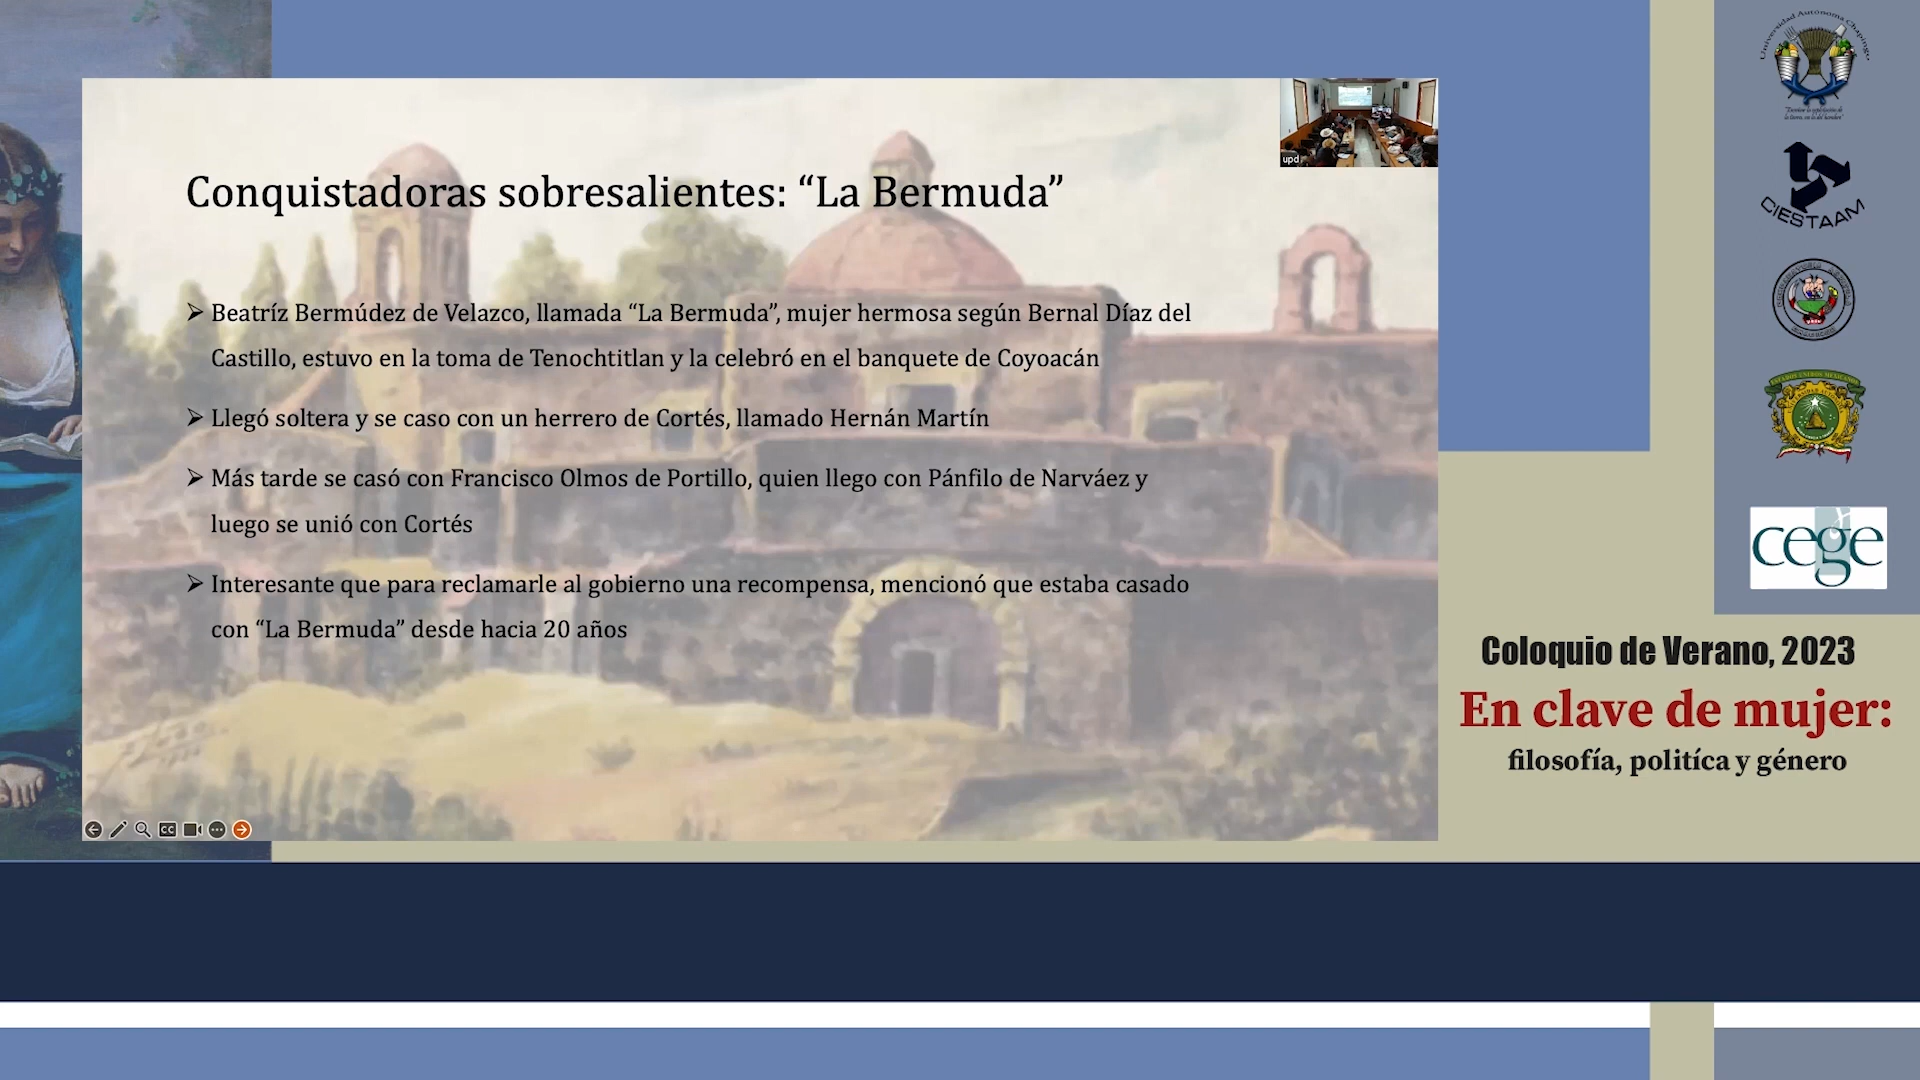 Universidad Autónoma Chapingo
upd
Conquistadoras sobresalientes: “La Bermuda”
CIESTAAM
➢ Beatríz Bermúdez de Velazco, llamada “La Bermuda”, mujer hermosa según Bernal Díaz del
Castillo, estuvo en la toma de Tenochtitlan y la celebró en el banquete de Coyoacán
➢ Llegó soltera y se caso con un herrero de Cortés, llamado Hernán Martín
➢ Más tarde se casó con Francisco Olmos de Portillo, quien llego con Pánfilo de Narváez y
luego se unió con Cortés
➢ Interesante que para reclamarle al gobierno una recompensa, mencionó que estaba casado
con “La Bermuda” desde hacia 20 años
cege
Coloquio de Verano, 2023
En clave de mujer:
filosofía, politíca y género
CC